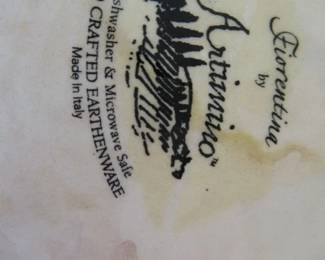 Fiorentina
by
Artimino™
shwasher & Microwave Safe
D CRAFTED EARTHENWARE
Made in Italy